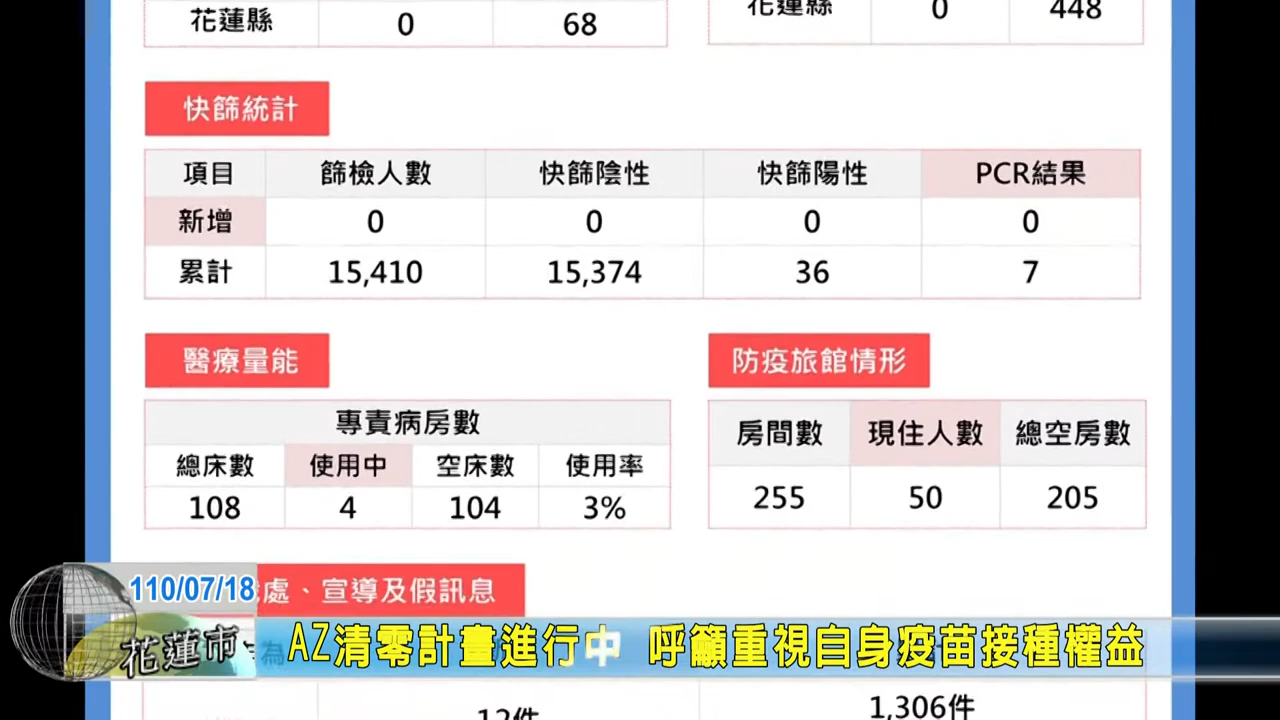 花蓮縣 0 68
花蓮縣 0 448
快篩統計
項目 篩檢人數 快篩陰性 快篩陽性 PCR結果
新增 0 0 0 0
累計 15,410 15,374 36 7
醫療量能
專責病房數
總床數 使用中 空床數 使用率
108 4 104 3%
防疫旅館情形
房間數 現住人數 總空房數
255 50 205
處、宣導及假訊息
110/07/18
花蓮市
AZ清零計畫進行中 呼籲重視自身疫苗接種權益
12件 1,306件